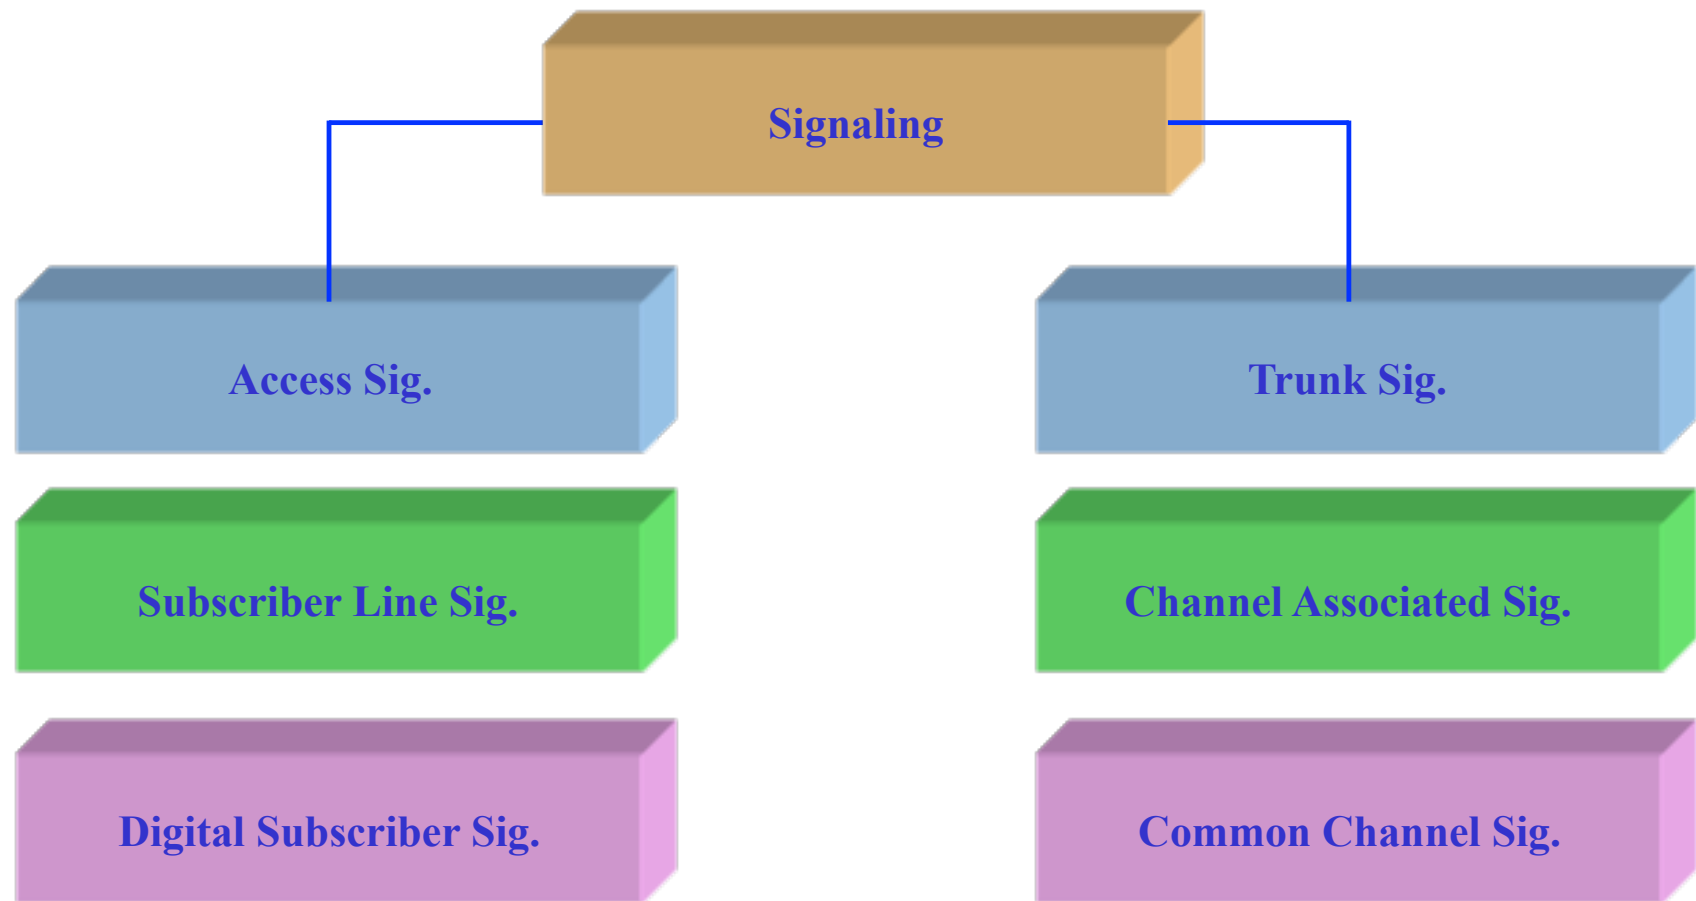 Signaling
Access Sig.
Trunk Sig.
Subscriber Line Sig.
Channel Associated Sig.
Digital Subscriber Sig.
Common Channel Sig.